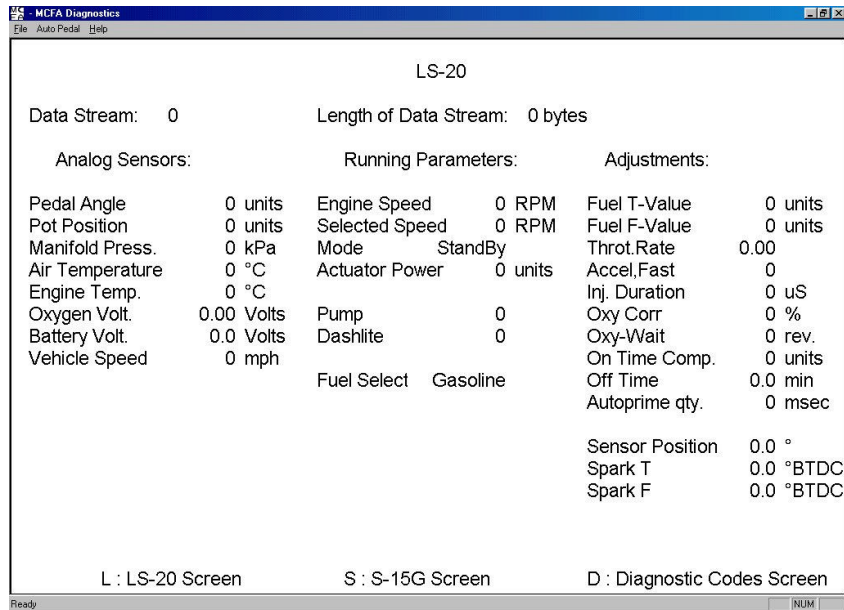 MCFA - MCFA Diagnostics
File Auto Pedal Help
LS-20
Data Stream: 0 Length of Data Stream: 0 bytes
Analog Sensors: Running Parameters: Adjustments:
Pedal Angle 0 units Engine Speed 0 RPM Fuel T-Value 0 units
Pot Position 0 units Selected Speed 0 RPM Fuel F-Value 0 units
Manifold Press. 0 kPa Mode StandBy Throt.Rate 0.00
Air Temperature 0 °C Actuator Power 0 units Accel,Fast 0
Engine Temp. 0 °C Inj. Duration 0 uS
Oxygen Volt. 0.00 Volts Pump 0 Oxy Corr 0 %
Battery Volt. 0.0 Volts Dashlite 0 Oxy-Wait 0 rev.
Vehicle Speed 0 mph On Time Comp. 0 units
Fuel Select Gasoline Off Time 0.0 min
Autoprime qty. 0 msec
Sensor Position 0.0 °
Spark T 0.0 °BTDC
Spark F 0.0 °BTDC
L : LS-20 Screen S : S-15G Screen D : Diagnostic Codes Screen
Ready NUM